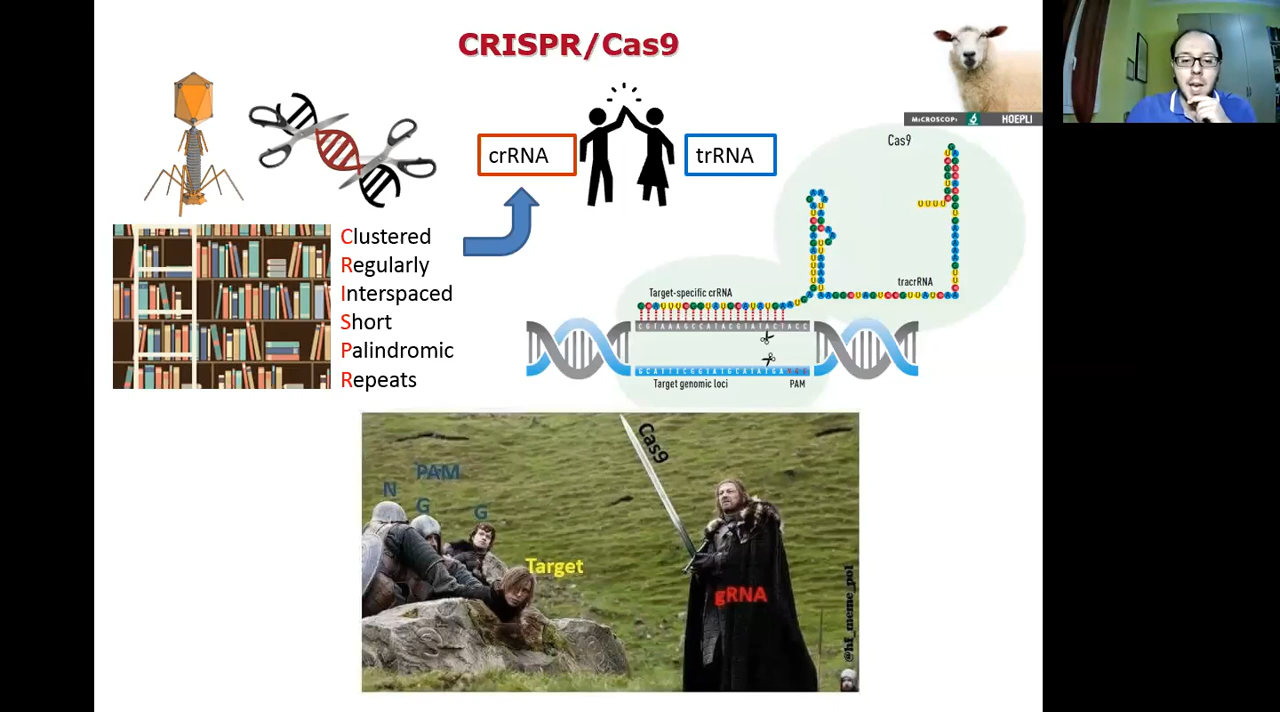 CRISPR/Cas9
MICROSCOPI
HOEPLI
crRNA
trRNA
Cas9
Clustered
Regularly
Interspaced
Short
Palindromic
Repeats
tracrRNA
Target-specific crRNA
UUUU
Target genomic loci
PAM
Cas9
PAM
N
G
G
Target
gRNA
@hf_meme_pol